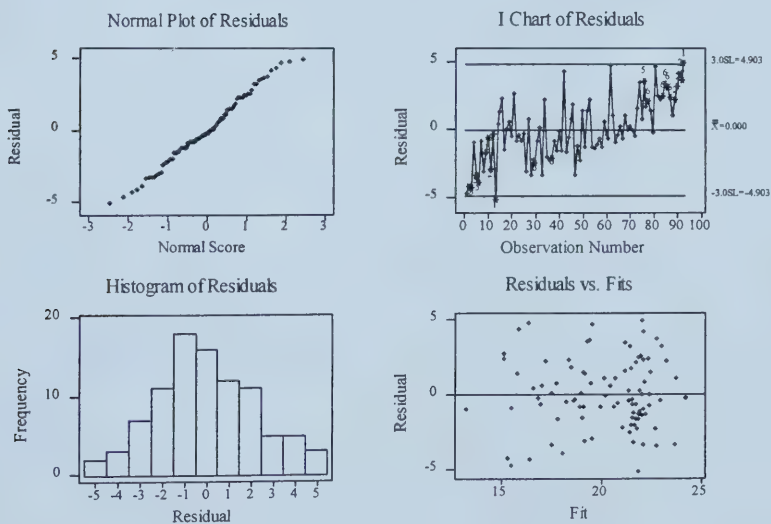 Normal Plot of Residuals
5
0
-5
Residual
-3 -2 -1 0 1 2 3
Normal Score
I Chart of Residuals
5
0
-5
Residual
3.0SL=4.903
X=0.000
-3.0SL=-4.903
0 10 20 30 40 50 60 70 80 90 100
Observation Number
Histogram of Residuals
20
10
0
Frequency
-5 -4 -3 -2 -1 0 1 2 3 4 5
Residual
Residuals vs. Fits
5
0
-5
Residual
15 20 25
Fit